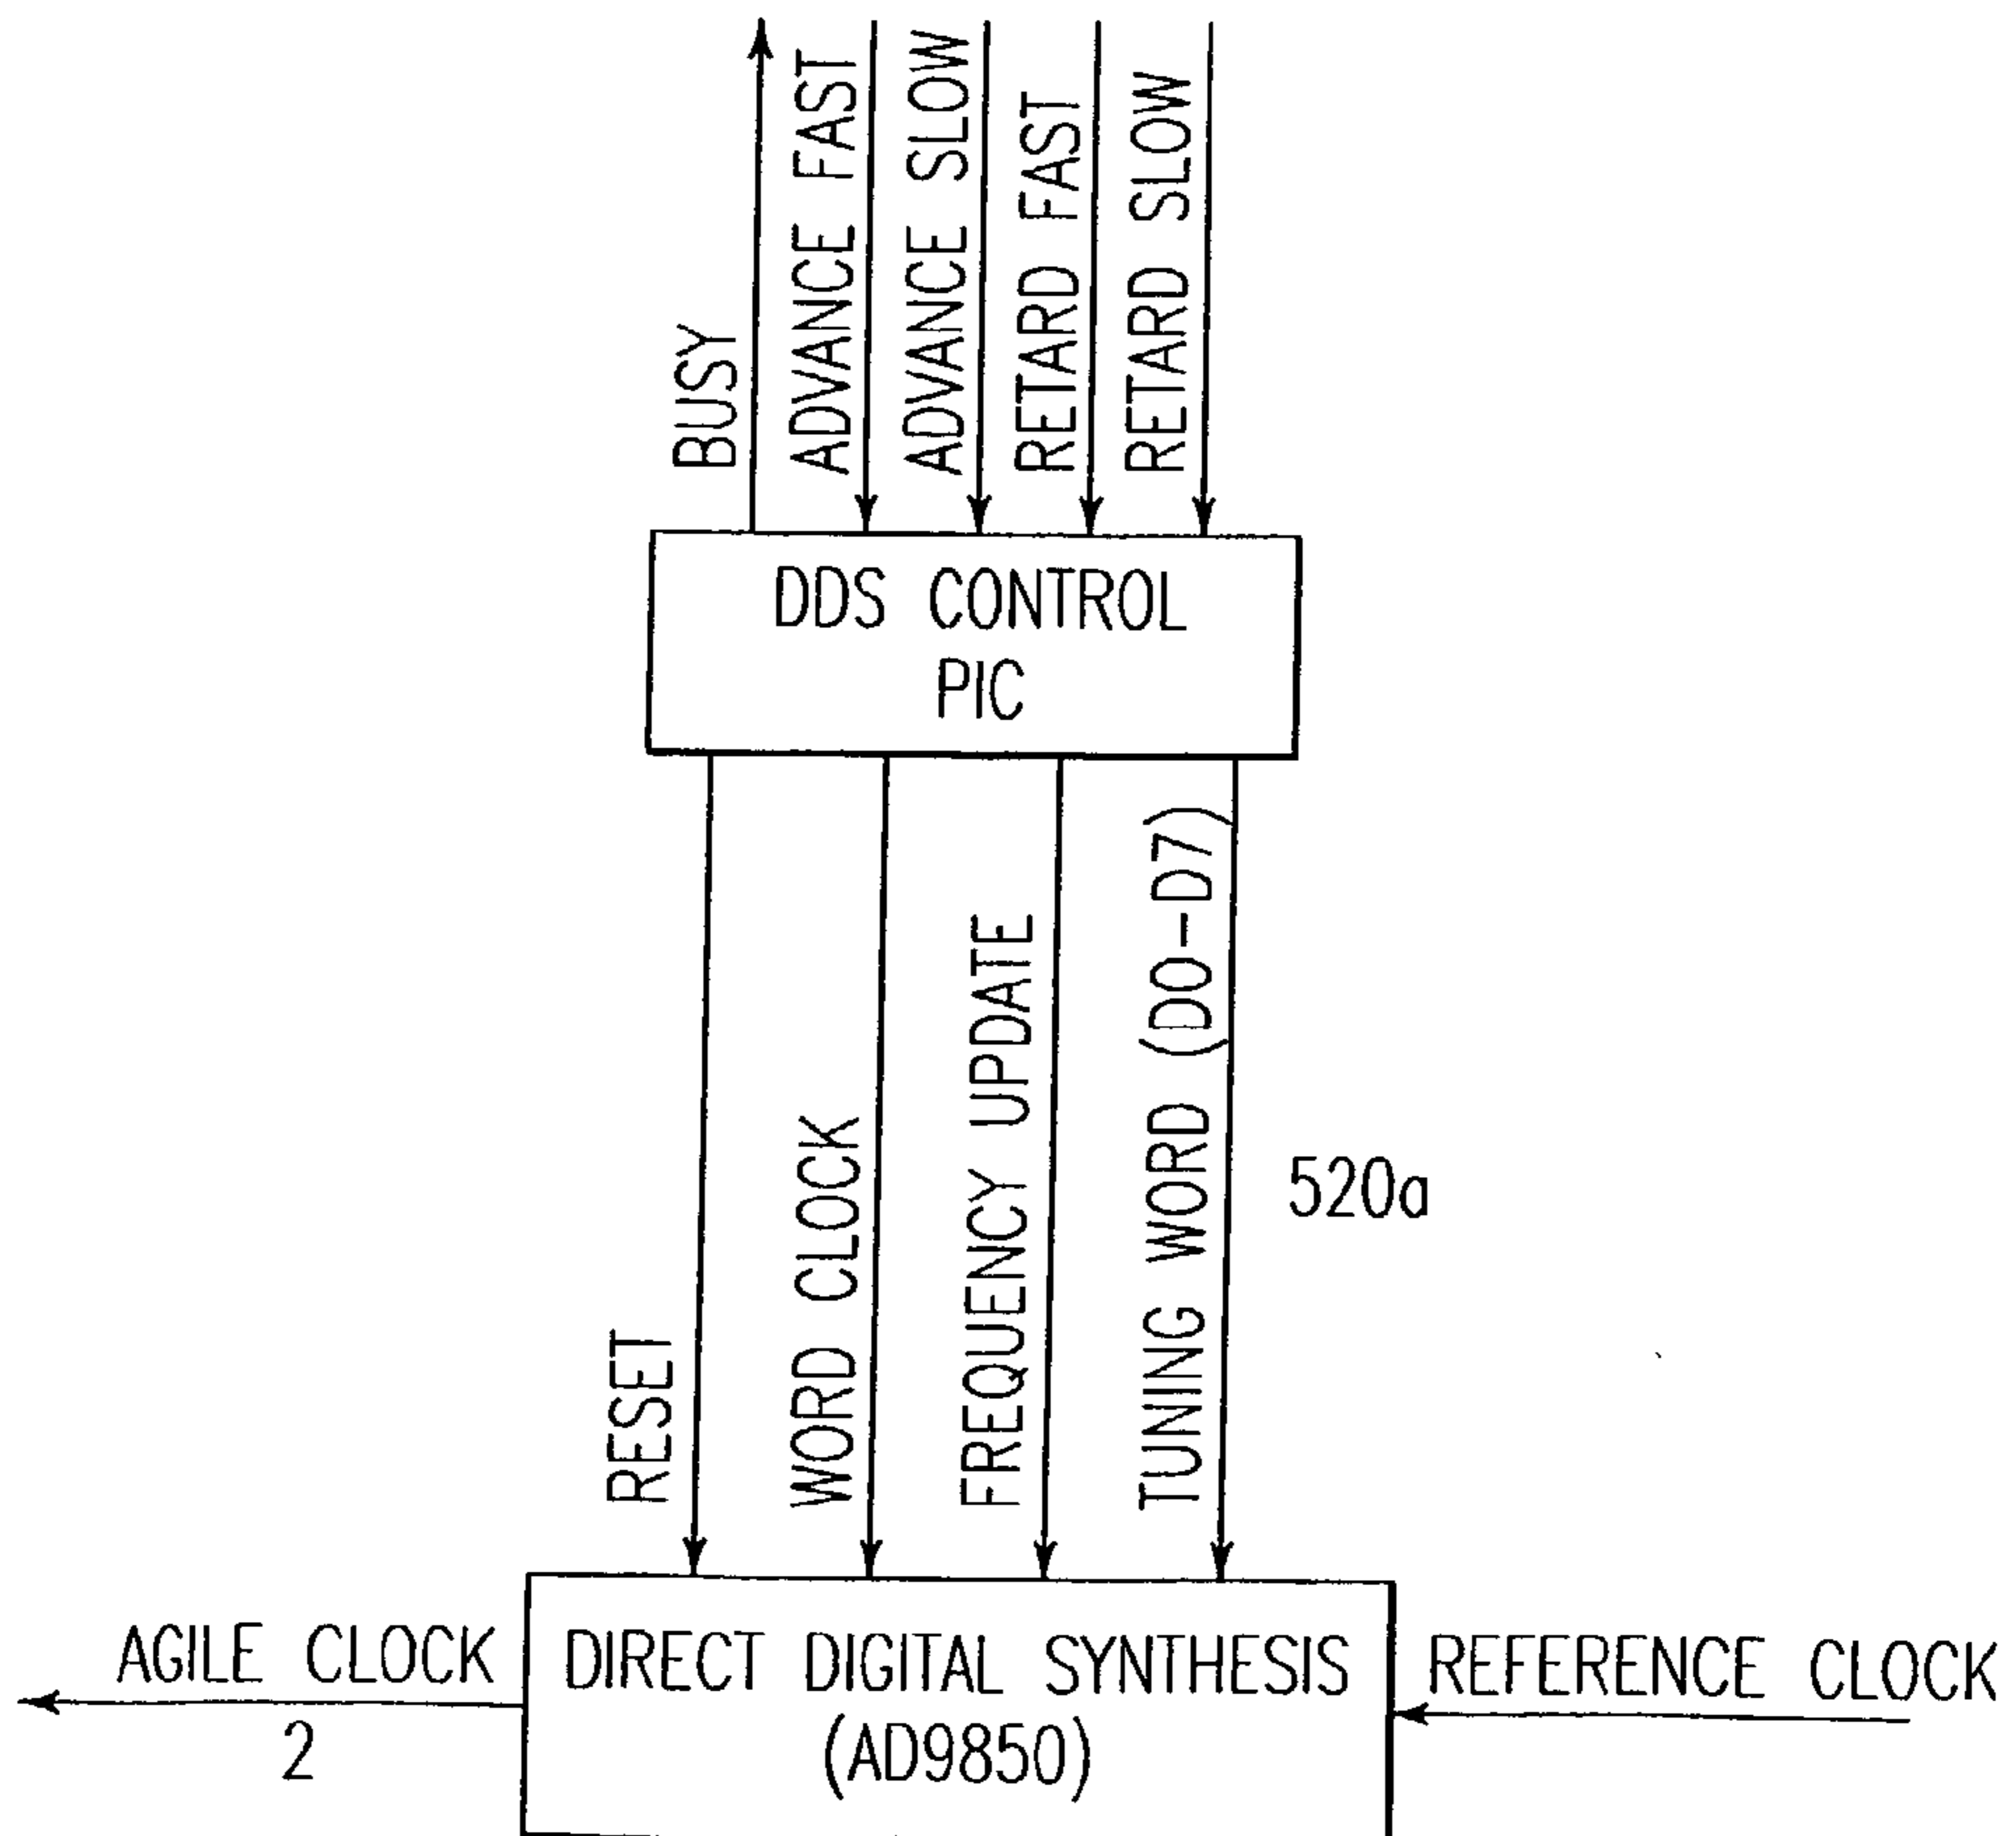 BUSY
ADVANCE FAST
ADVANCE SLOW
RETARD FAST
RETARD SLOW
DDS CONTROL
PIC
RESET
WORD CLOCK
FREQUENCY UPDATE
TUNING WORD (D0-D7)
520a
AGILE CLOCK
2
DIRECT DIGITAL SYNTHESIS
(AD9850)
REFERENCE CLOCK